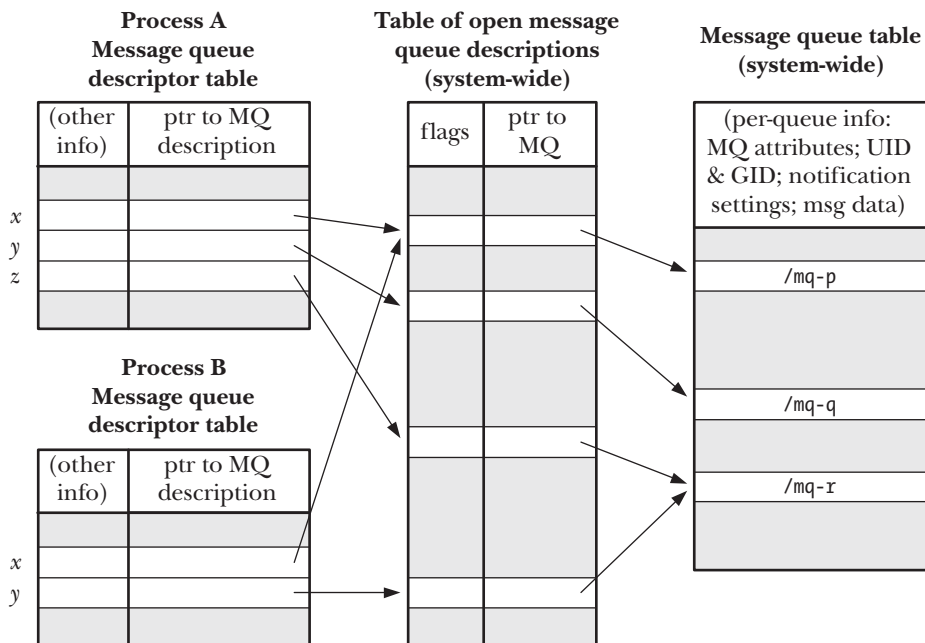 Process A
Message queue
descriptor table
(other
info)
ptr to MQ
description
x
y
z
Process B
Message queue
descriptor table
(other
info)
ptr to MQ
description
x
y
Table of open message
queue descriptions
(system-wide)
flags
ptr to
MQ
Message queue table
(system-wide)
(per-queue info:
MQ attributes; UID
& GID; notification
settings; msg data)
/mq-p
/mq-q
/mq-r